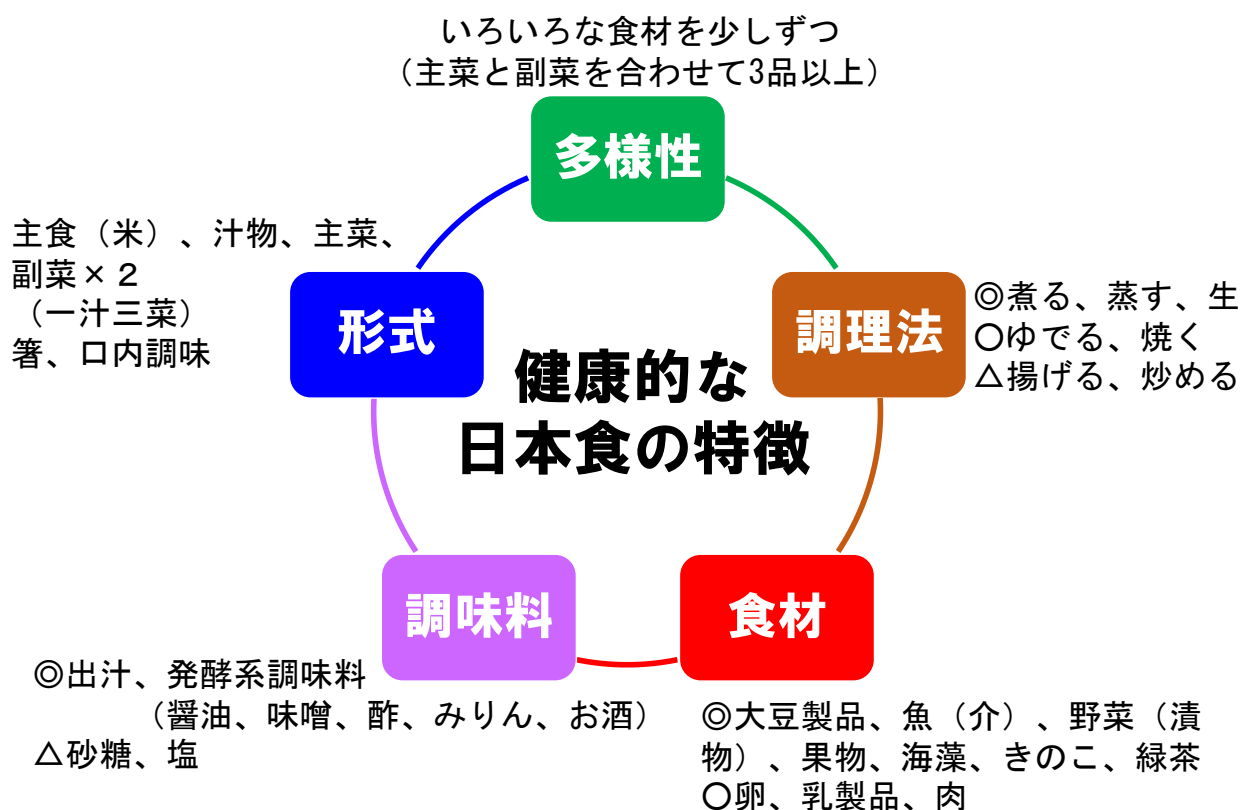 いろいろな食材を少しずつ
（主菜と副菜を合わせて3品以上）
多様性
主食（米）、汁物、主菜、
副菜×２
（一汁三菜）
箸、口内調味
形式
調理法
◎煮る、蒸す、生
〇ゆでる、焼く
△揚げる、炒める
健康的な
日本食の特徴
調味料
食材
◎出汁、発酵系調味料
（醤油、味噌、酢、みりん、お酒）
△砂糖、塩
◎大豆製品、魚（介）、野菜（漬
物）、果物、海藻、きのこ、緑茶
〇卵、乳製品、肉